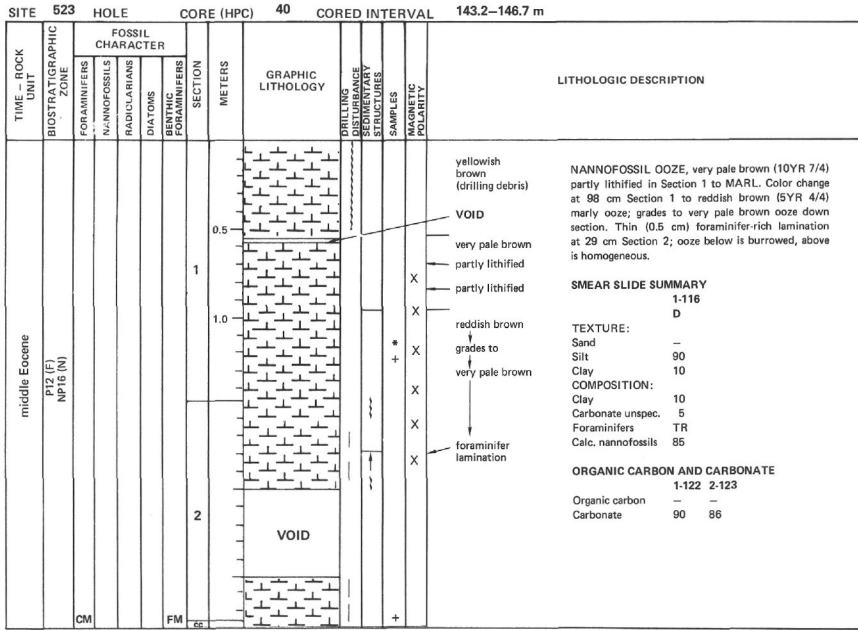 SITE 523 HOLE CORE (HPC) 40 CORED INTERVAL 143.2–146.7 m
TIME – ROCK UNIT
BIOSTRATIGRAPHIC ZONE
FOSSIL CHARACTER
FORAMINIFERS
NANNOFOSSILS
RADIOLARIANS
DIATOMS
BENTHIC FORAMINIFERS
SECTION
METERS
GRAPHIC LITHOLOGY
DRILLING DISTURBANCE
SEDIMENTARY STRUCTURES
SAMPLES
MAGNETIC POLARITY
LITHOLOGIC DESCRIPTION
middle Eocene
P12 (F)
NP16 (N)
CM
FM
1
2
cc
0.5
1.0
VOID
*
+
+
X
X
X
X
X
X
yellowish brown (drilling debris)
VOID
very pale brown
partly lithified
partly lithified
reddish brown
grades to
very pale brown
foraminifer lamination
NANNOFOSSIL OOZE, very pale brown (10YR 7/4)
partly lithified in Section 1 to MARL. Color change
at 98 cm Section 1 to reddish brown (5YR 4/4)
marly ooze; grades to very pale brown ooze down
section. Thin (0.5 cm) foraminifer-rich lamination
at 29 cm Section 2; ooze below is burrowed, above
is homogeneous.
SMEAR SLIDE SUMMARY
1-116
D
TEXTURE:
Sand –
Silt 90
Clay 10
COMPOSITION:
Clay 10
Carbonate unspec. 5
Foraminifers TR
Calc. nannofossils 85
ORGANIC CARBON AND CARBONATE
1-122 2-123
Organic carbon – –
Carbonate 90 86